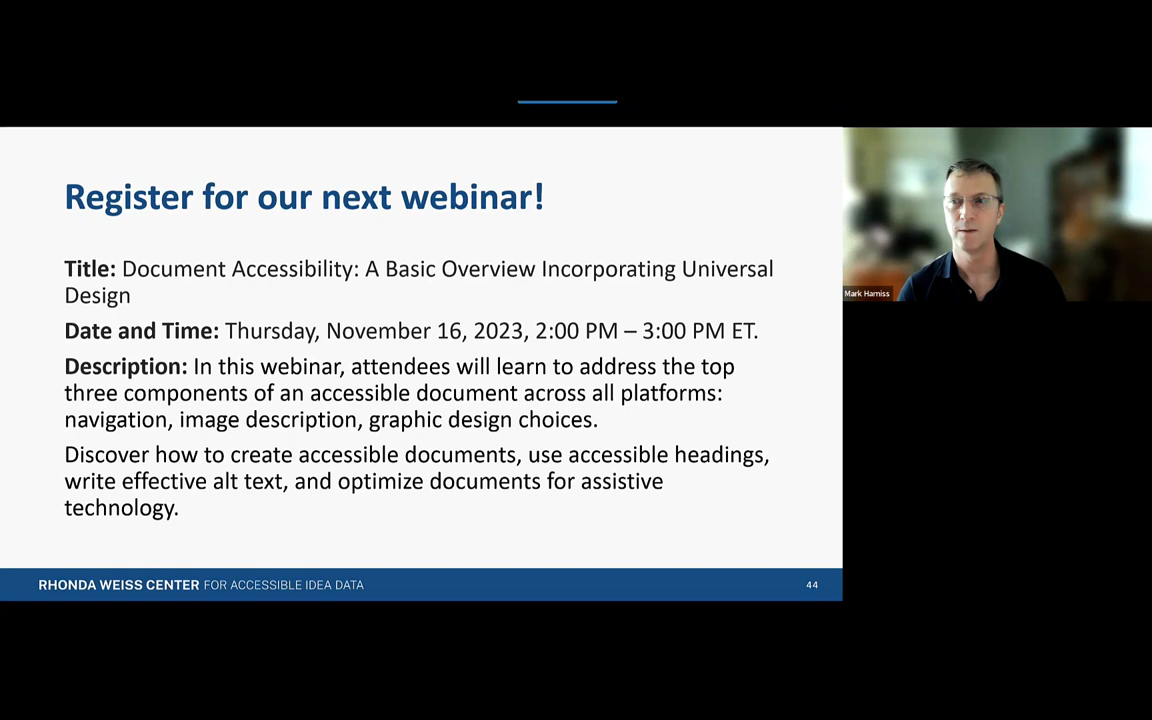 Register for our next webinar!
Title: Document Accessibility: A Basic Overview Incorporating Universal
Design
Date and Time: Thursday, November 16, 2023, 2:00 PM – 3:00 PM ET.
Description: In this webinar, attendees will learn to address the top
three components of an accessible document across all platforms:
navigation, image description, graphic design choices.
Discover how to create accessible documents, use accessible headings,
write effective alt text, and optimize documents for assistive
technology.
RHONDA WEISS CENTER FOR ACCESSIBLE IDEA DATA
44
Mark Harniss